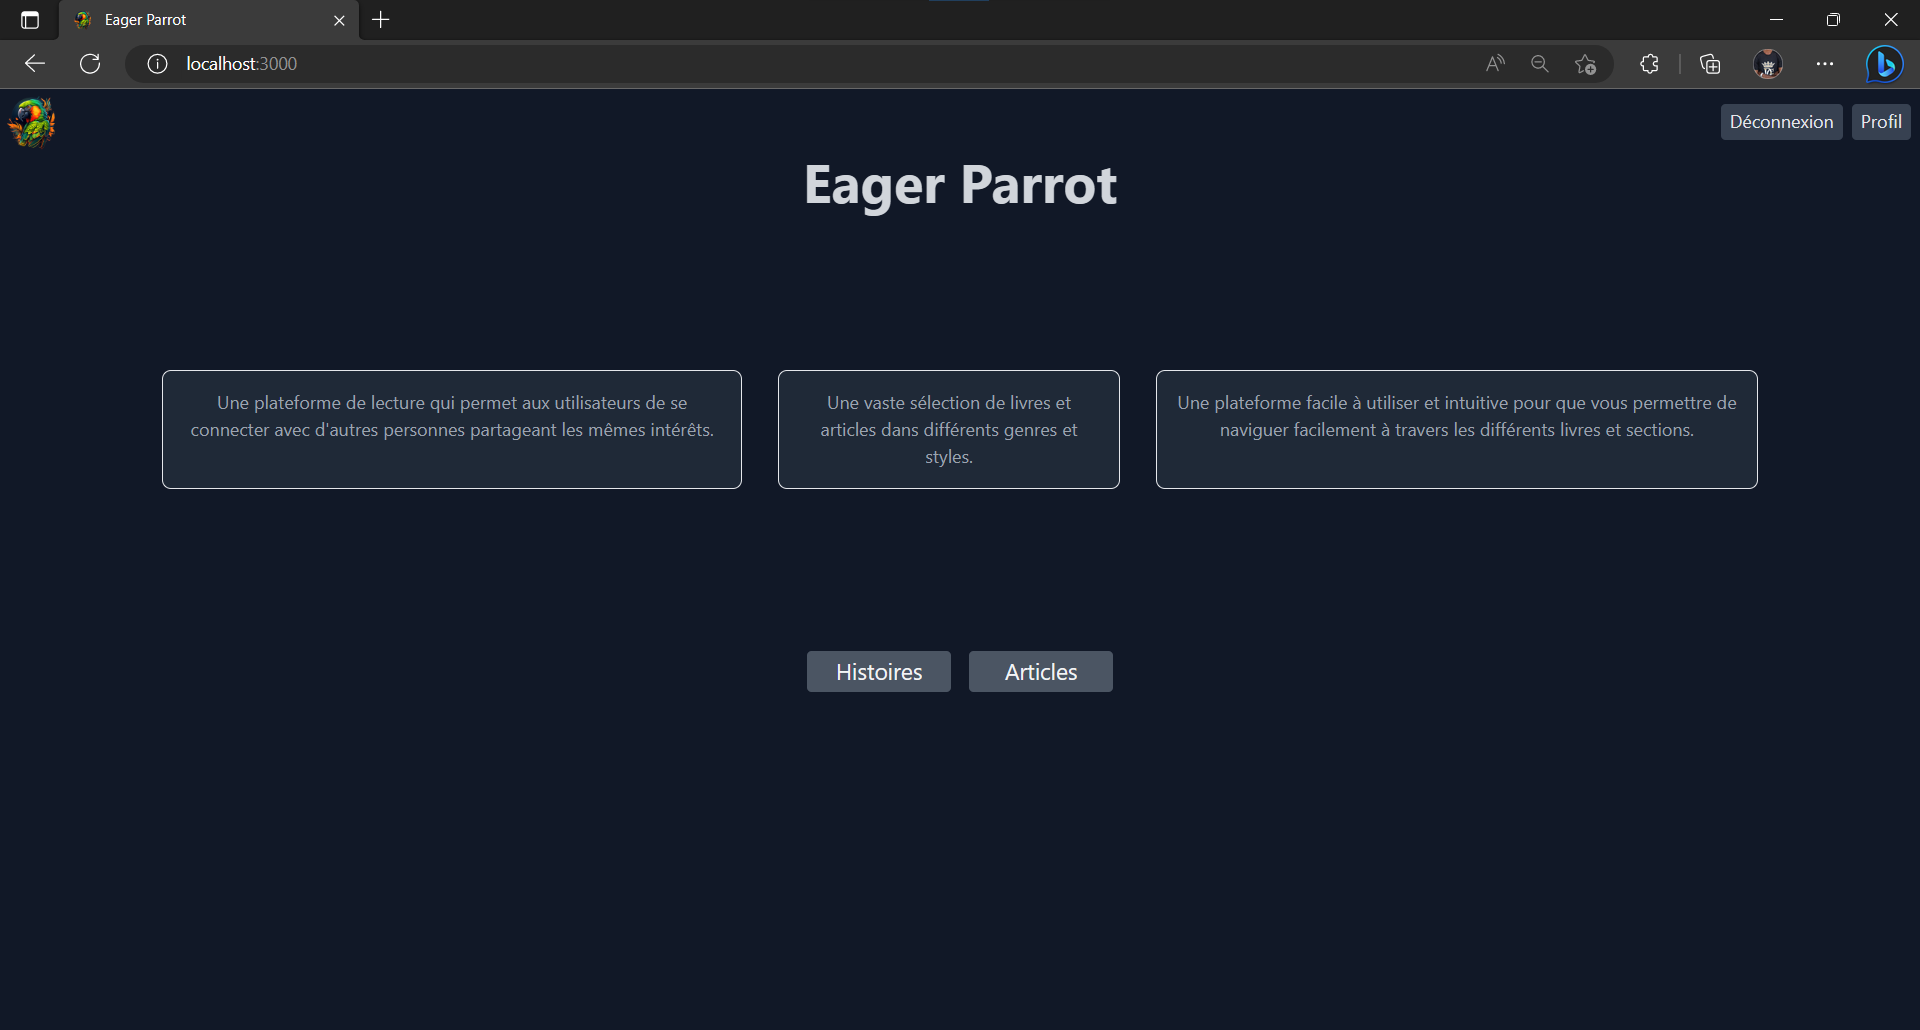 Eager Parrot
localhost:3000
Déconnexion
Profil
Eager Parrot
Une plateforme de lecture qui permet aux utilisateurs de se
connecter avec d'autres personnes partageant les mêmes intérêts.
Une vaste sélection de livres et
articles dans différents genres et
styles.
Une plateforme facile à utiliser et intuitive pour que vous permettre de
naviguer facilement à travers les différents livres et sections.
Histoires
Articles